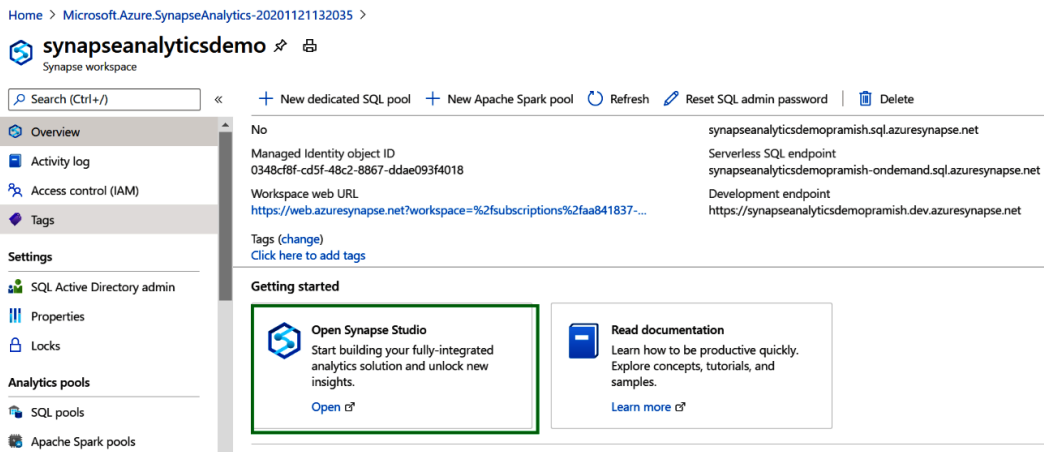 Home > Microsoft.Azure.SynapseAnalytics-20201121132035 >
synapseanalyticsdemo
Synapse workspace
Search (Ctrl+/)
«
New dedicated SQL pool
New Apache Spark pool
Refresh
Reset SQL admin password
Delete
Overview
Activity log
Access control (IAM)
Tags
Settings
SQL Active Directory admin
Properties
Locks
Analytics pools
SQL pools
Apache Spark pools
No
Managed Identity object ID
0348cf8f-cd5f-48c2-8867-ddae093f4018
Workspace web URL
https://web.azuresynapse.net?workspace=%2fsubscriptions%2faa841837-...
Tags (change)
Click here to add tags
synapseanalyticsdemopramish.sql.azuresynapse.net
Serverless SQL endpoint
synapseanalyticsdemopramish-ondemand.sql.azuresynapse.net
Development endpoint
https://synapseanalyticsdemopramish.dev.azuresynapse.net
Getting started
Open Synapse Studio
Start building your fully-integrated
analytics solution and unlock new
insights.
Open
Read documentation
Learn how to be productive quickly.
Explore concepts, tutorials, and
samples.
Learn more